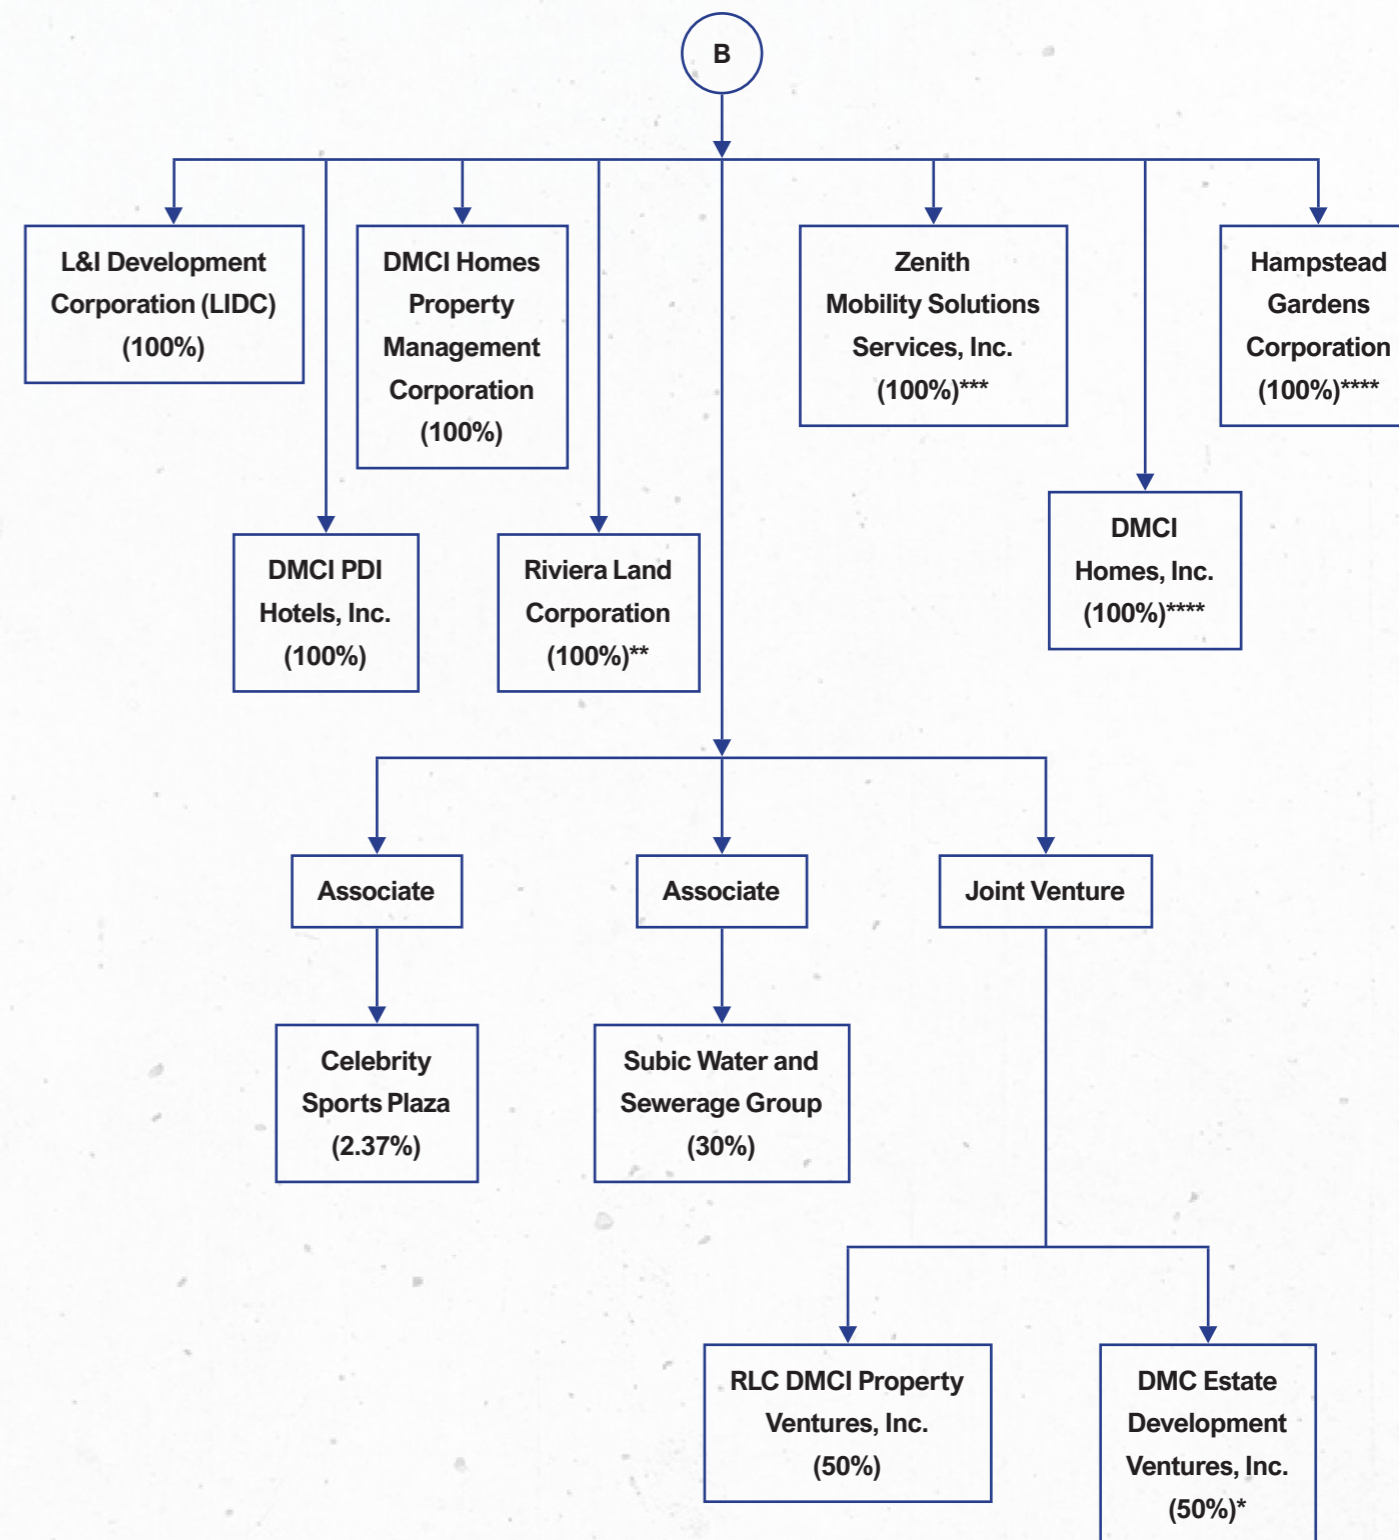 B
L&I Development
Corporation (LIDC)
(100%)
DMCI Homes
Property
Management
Corporation
(100%)
Zenith
Mobility Solutions
Services, Inc.
(100%)***
Hampstead
Gardens
Corporation
(100%)****
DMCI PDI
Hotels, Inc.
(100%)
Riviera Land
Corporation
(100%)**
DMCI
Homes, Inc.
(100%)****
Associate
Associate
Joint Venture
Celebrity
Sports Plaza
(2.37%)
Subic Water and
Sewerage Group
(30%)
RLC DMCI Property
Ventures, Inc.
(50%)
DMC Estate
Development
Ventures, Inc.
(50%)*